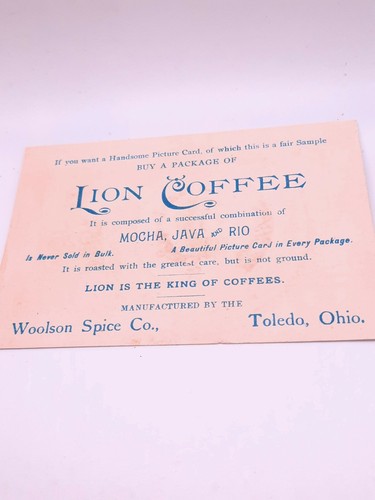 If you want a Handsome Picture Card, of which this is a fair Sample
BUY A PACKAGE OF
LION COFFEE
It is composed of a successful combination of
MOCHA, JAVA AND RIO
Is Never Sold in Bulk. A Beautiful Picture Card in Every Package.
It is roasted with the greatest care, but is not ground.
LION IS THE KING OF COFFEES.
MANUFACTURED BY THE
Woolson Spice Co., Toledo, Ohio.